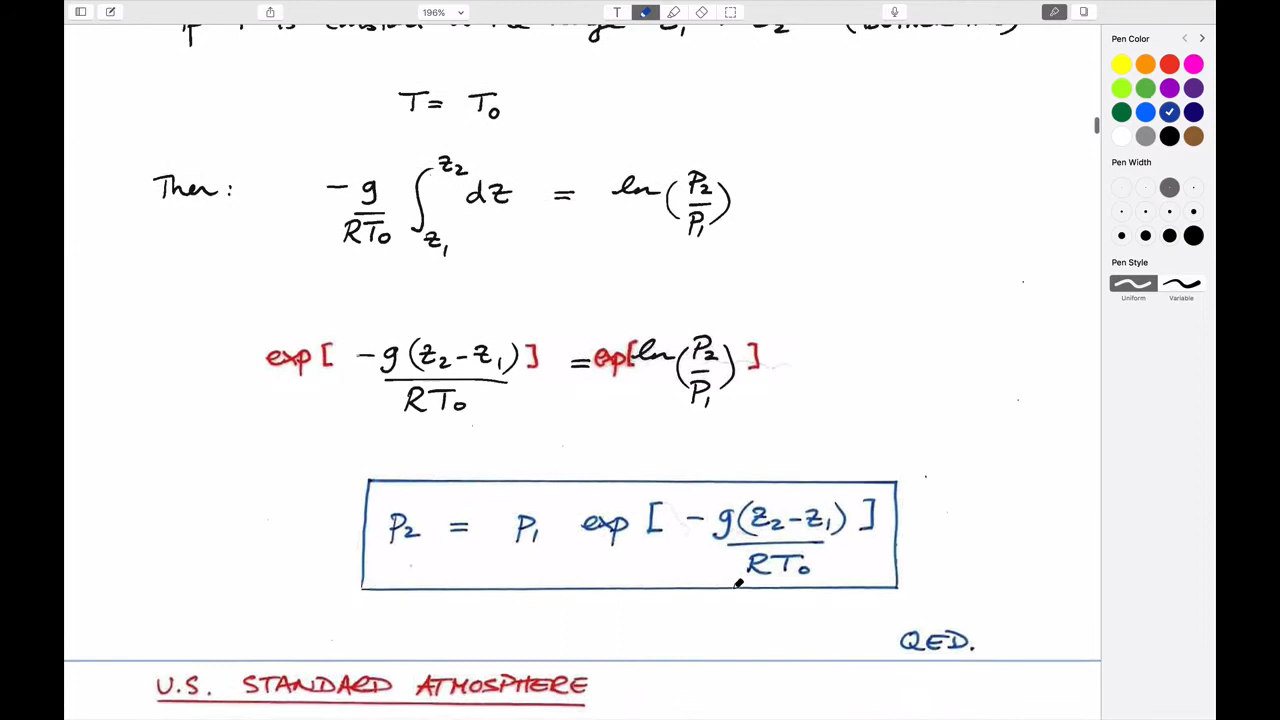 196%
Pen Color
T = T₀
Then : -g/RT₀ ∫_{z₁}^{z₂} dz = ln(P₂/P₁)
Pen Width
Pen Style
Uniform Variable
exp [ -g(z₂-z₁)/RT₀ ] = exp[ ln(P₂/P₁) ]
P₂ = P₁ exp [ -g(z₂-z₁)/RT₀ ]
QED.
U.S. STANDARD ATMOSPHERE